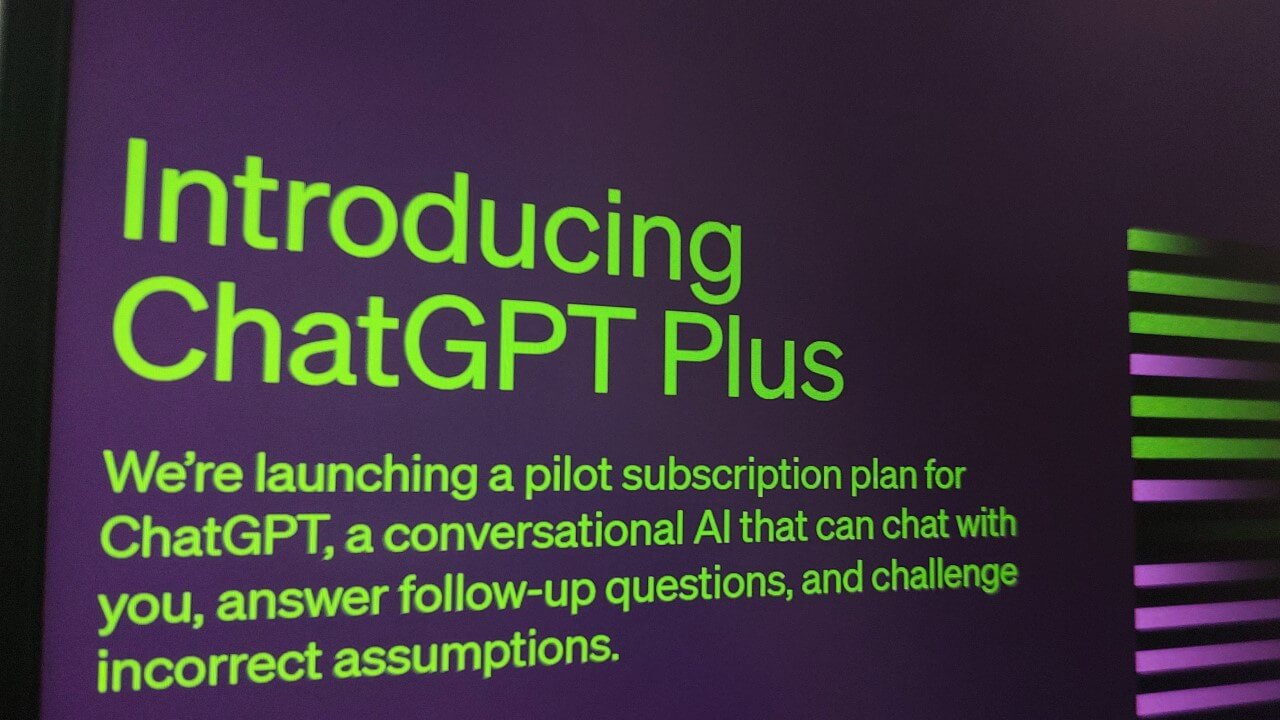 Introducing
ChatGPT Plus
We’re launching a pilot subscription plan for
ChatGPT, a conversational AI that can chat with
you, answer follow-up questions, and challenge
incorrect assumptions.